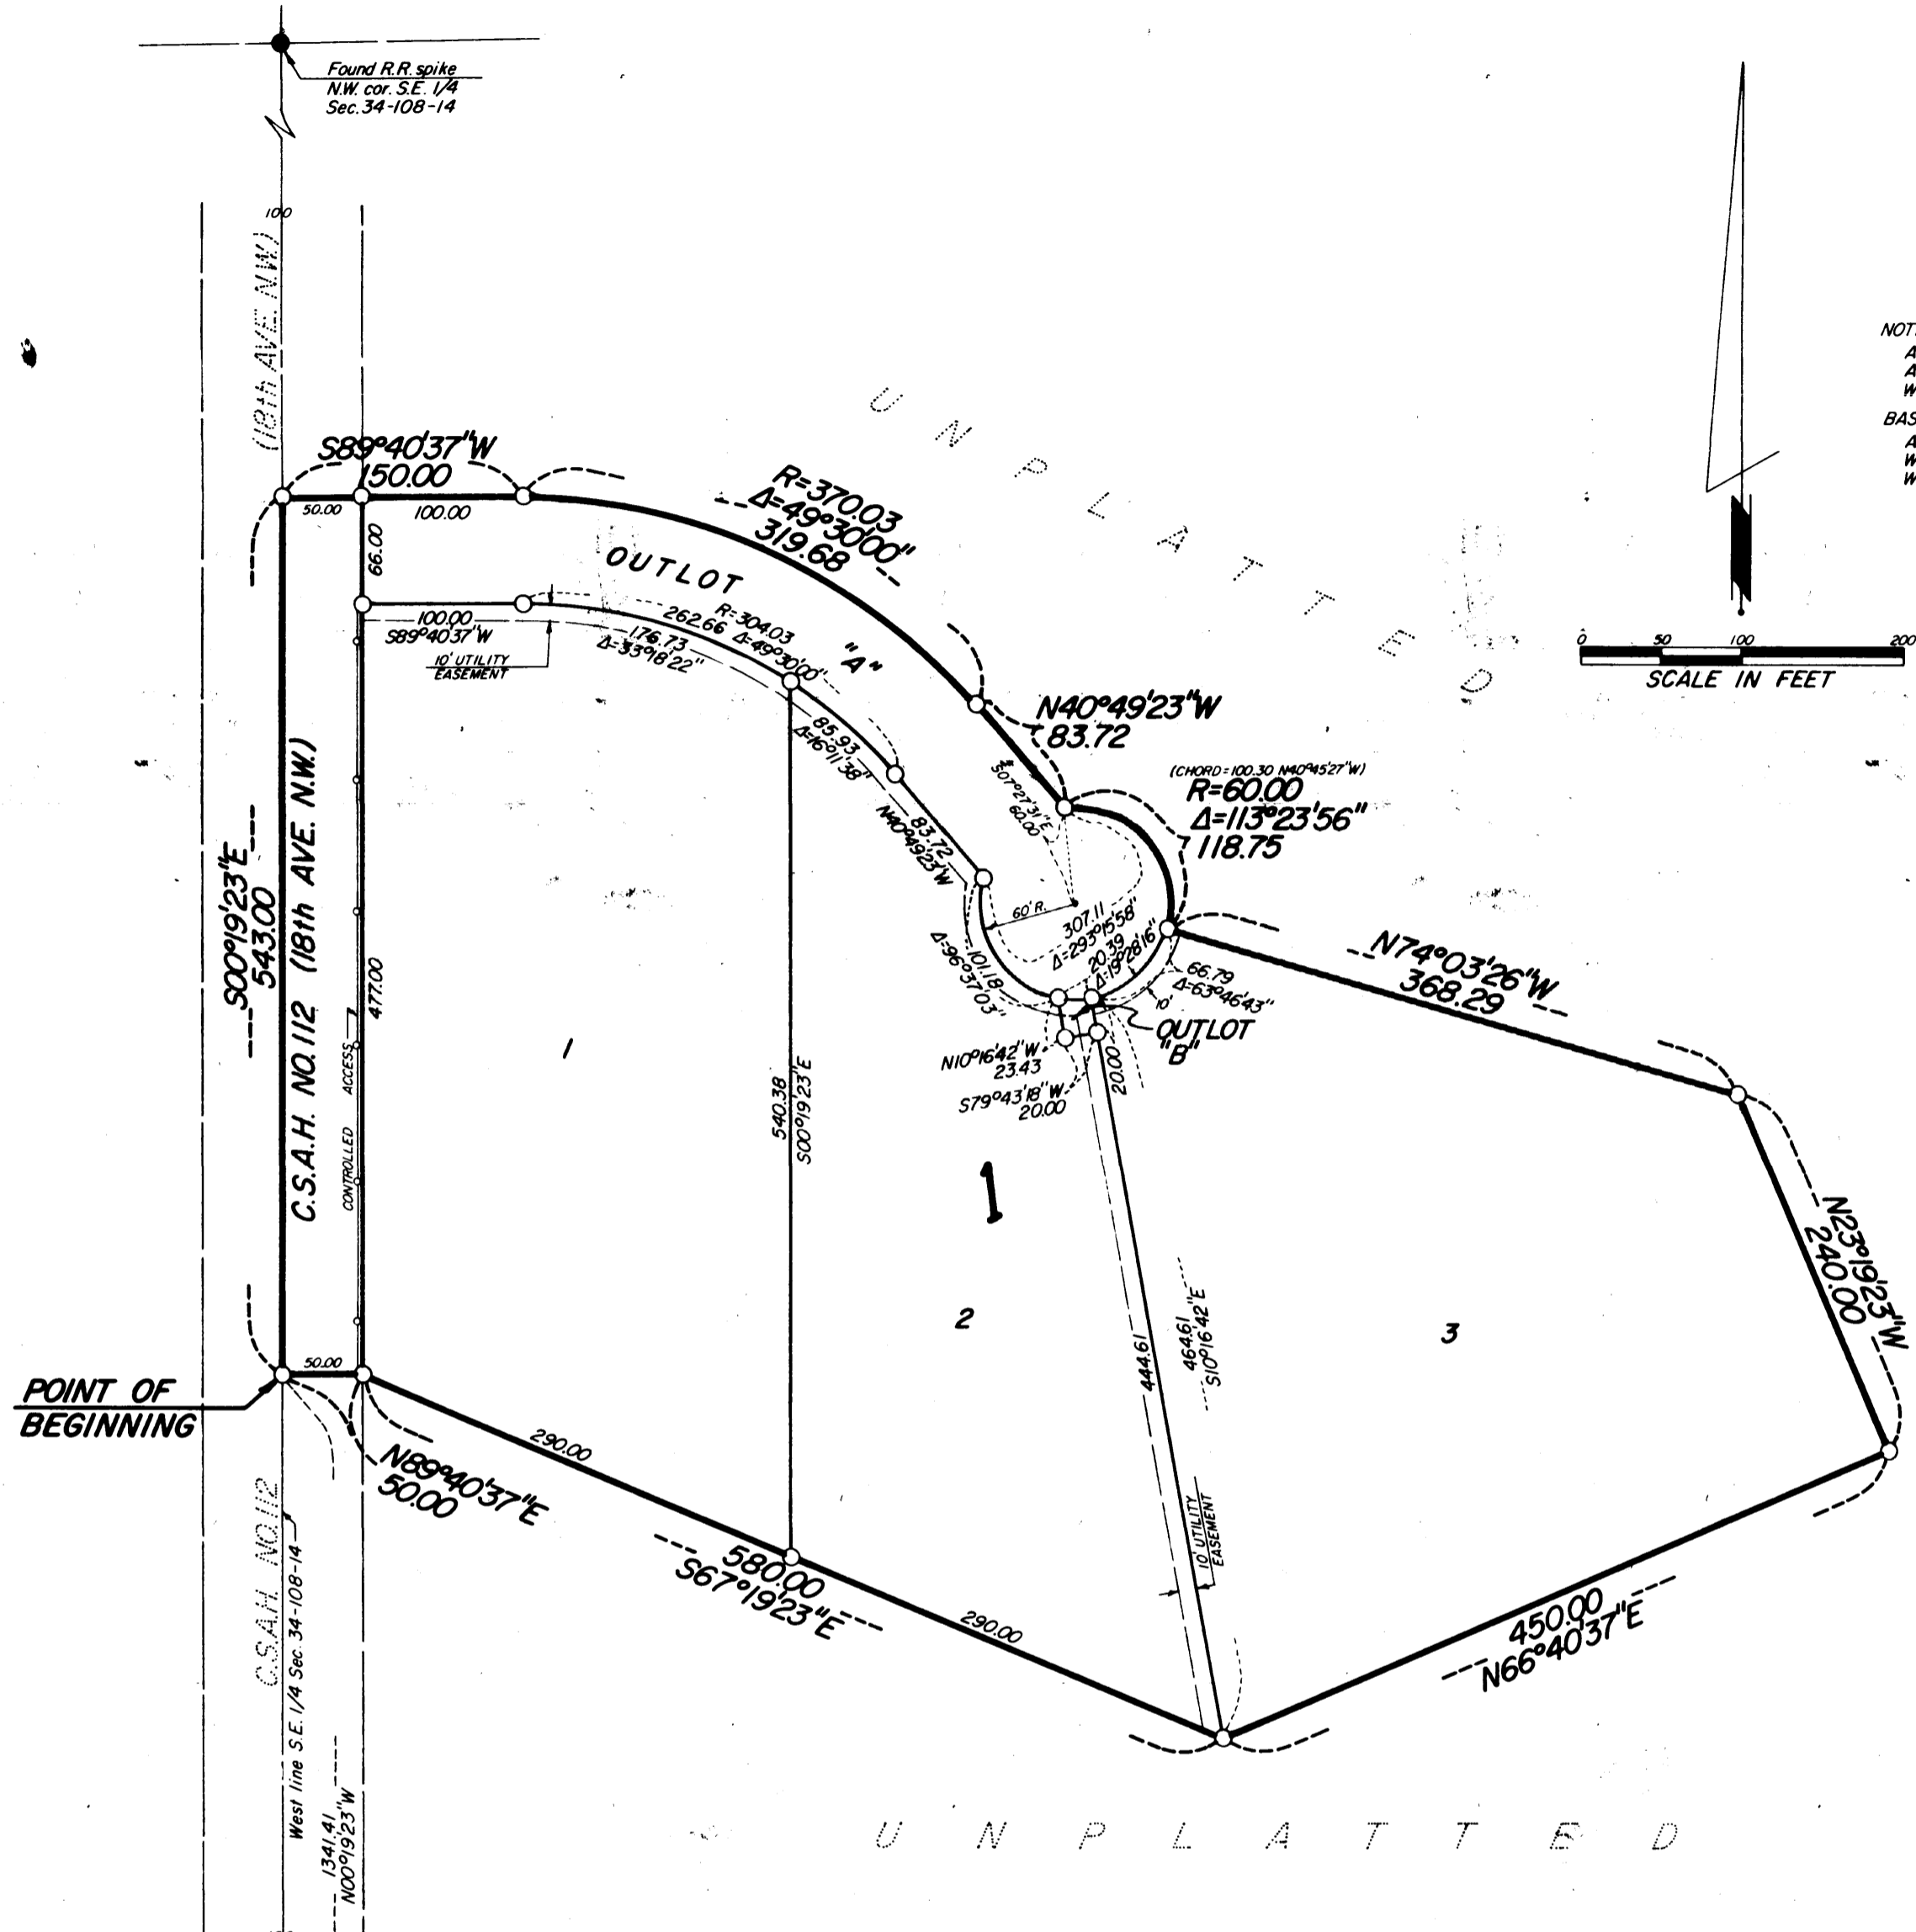 Found R.R. spike
N.W. cor. S.E. 1/4
Sec. 34-108-14
100
(18th AVE. N.W.)
NOT
A
A
W
BAS
A
W
W
U N P L A T T E D
S89°40'37"W
150.00
50.00
100.00
66.00
R=370.03
Δ=49°30'00"
319.68
OUTLOT "A"
R=304.03
262.66 Δ=49°30'00"
100.00
S89°40'37"W
176.73
Δ=33°18'22"
10' UTILITY
EASEMENT
0 50 100 200
SCALE IN FEET
85.93
Δ=16°11'38"
N40°49'23"W
83.72
(CHORD=100.30 N40°45'27"W)
R=60.00
Δ=113°23'56"
118.75
S07°27'31"E
60.00
83.72
N40°49'23"W
60' R.
307.11
Δ=293°15'58"
20.39
Δ=19°28'16"
66.79
Δ=63°46'43"
10'
101.18
Δ=96°37'03"
N74°03'26"W
368.29
OUTLOT
"B"
N10°16'42"W
23.43
S79°43'18"W
20.00
20.00
S00°19'23"E
543.00
C.S.A.H. NO. 112 (18th AVE. N.W.)
477.00
CONTROLLED ACCESS
1
540.38
S00°19'23"E
1
2
3
444.61
464.61
S10°16'42"E
N23°19'23"W
240.00
POINT OF
BEGINNING
50.00
N89°40'37"E
50.00
290.00
580.00
S67°19'23"E
290.00
10' UTILITY
EASEMENT
450.00
N66°40'37"E
C.S.A.H. NO. 112
West line S.E. 1/4 Sec. 34-108-14
1341.41
N00°19'23"W
U N P L A T T E D